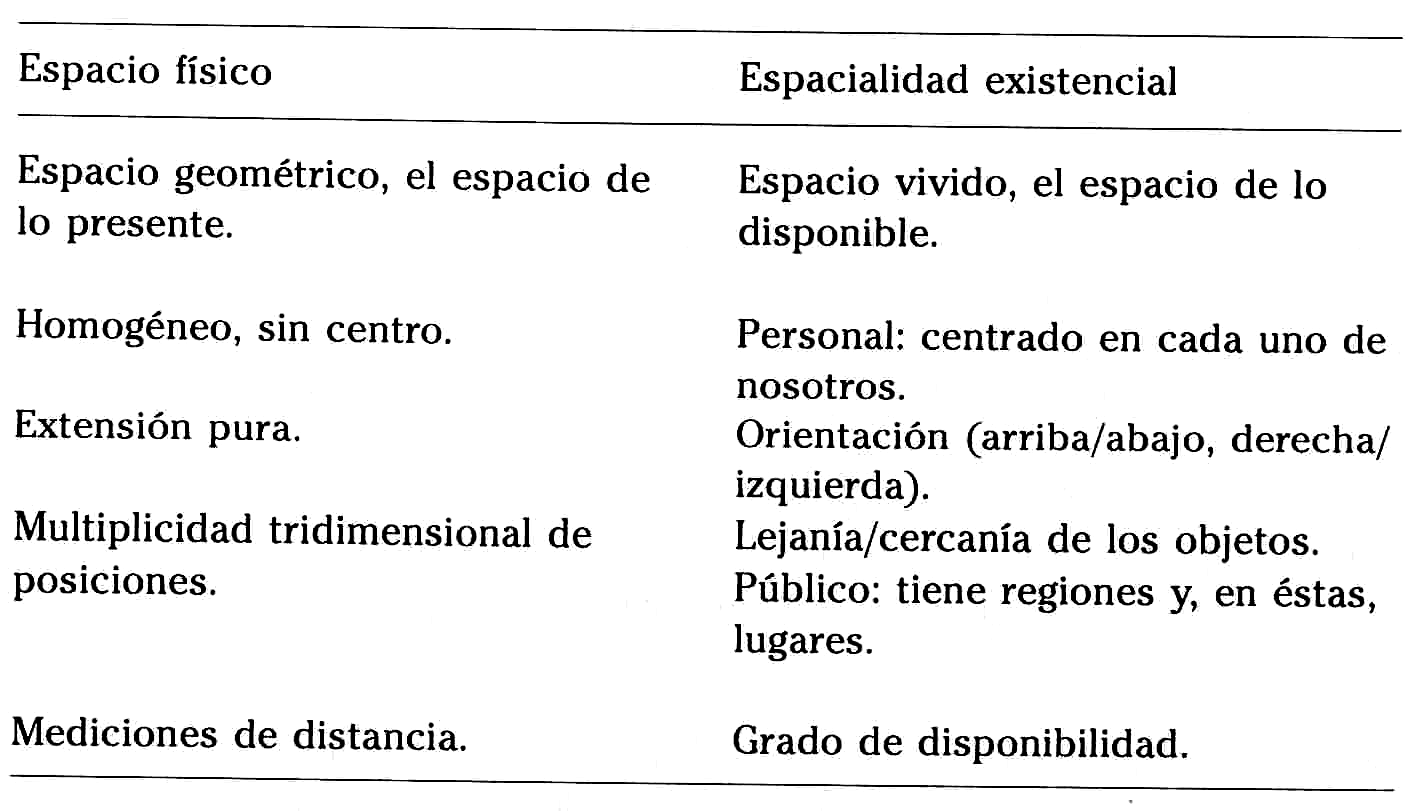 Espacio físico
Espacialidad existencial
Espacio geométrico, el espacio de
lo presente.
Espacio vivido, el espacio de lo
disponible.
Homogéneo, sin centro.
Personal: centrado en cada uno de
nosotros.
Extensión pura.
Orientación (arriba/abajo, derecha/
izquierda).
Multiplicidad tridimensional de
posiciones.
Lejanía/cercanía de los objetos.
Público: tiene regiones y, en éstas,
lugares.
Mediciones de distancia.
Grado de disponibilidad.